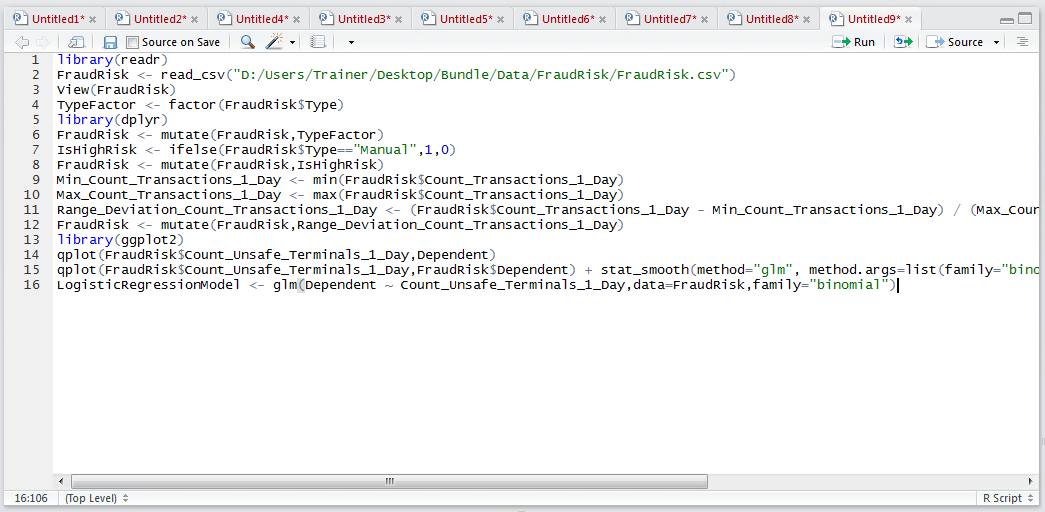 Untitled1* Untitled2* Untitled4* Untitled3* Untitled5* Untitled6* Untitled7* Untitled8* Untitled9*
Source on Save Run Source
1 library(readr)
2 FraudRisk <- read_csv("D:/Users/Trainer/Desktop/Bundle/Data/FraudRisk/FraudRisk.csv")
3 View(FraudRisk)
4 TypeFactor <- factor(FraudRisk$Type)
5 library(dplyr)
6 FraudRisk <- mutate(FraudRisk,TypeFactor)
7 IsHighRisk <- ifelse(FraudRisk$Type=="Manual",1,0)
8 FraudRisk <- mutate(FraudRisk,IsHighRisk)
9 Min_Count_Transactions_1_Day <- min(FraudRisk$Count_Transactions_1_Day)
10 Max_Count_Transactions_1_Day <- max(FraudRisk$Count_Transactions_1_Day)
11 Range_Deviation_Count_Transactions_1_Day <- (FraudRisk$Count_Transactions_1_Day - Min_Count_Transactions_1_Day) / (Max_Coun
12 FraudRisk <- mutate(FraudRisk,Range_Deviation_Count_Transactions_1_Day)
13 library(ggplot2)
14 qplot(FraudRisk$Count_Unsafe_Terminals_1_Day,Dependent)
15 qplot(FraudRisk$Count_Unsafe_Terminals_1_Day,FraudRisk$Dependent) + stat_smooth(method="glm", method.args=list(family="bino
16 LogisticRegressionModel <- glm(Dependent ~ Count_Unsafe_Terminals_1_Day,data=FraudRisk,family="binomial")
16:106 (Top Level) R Script